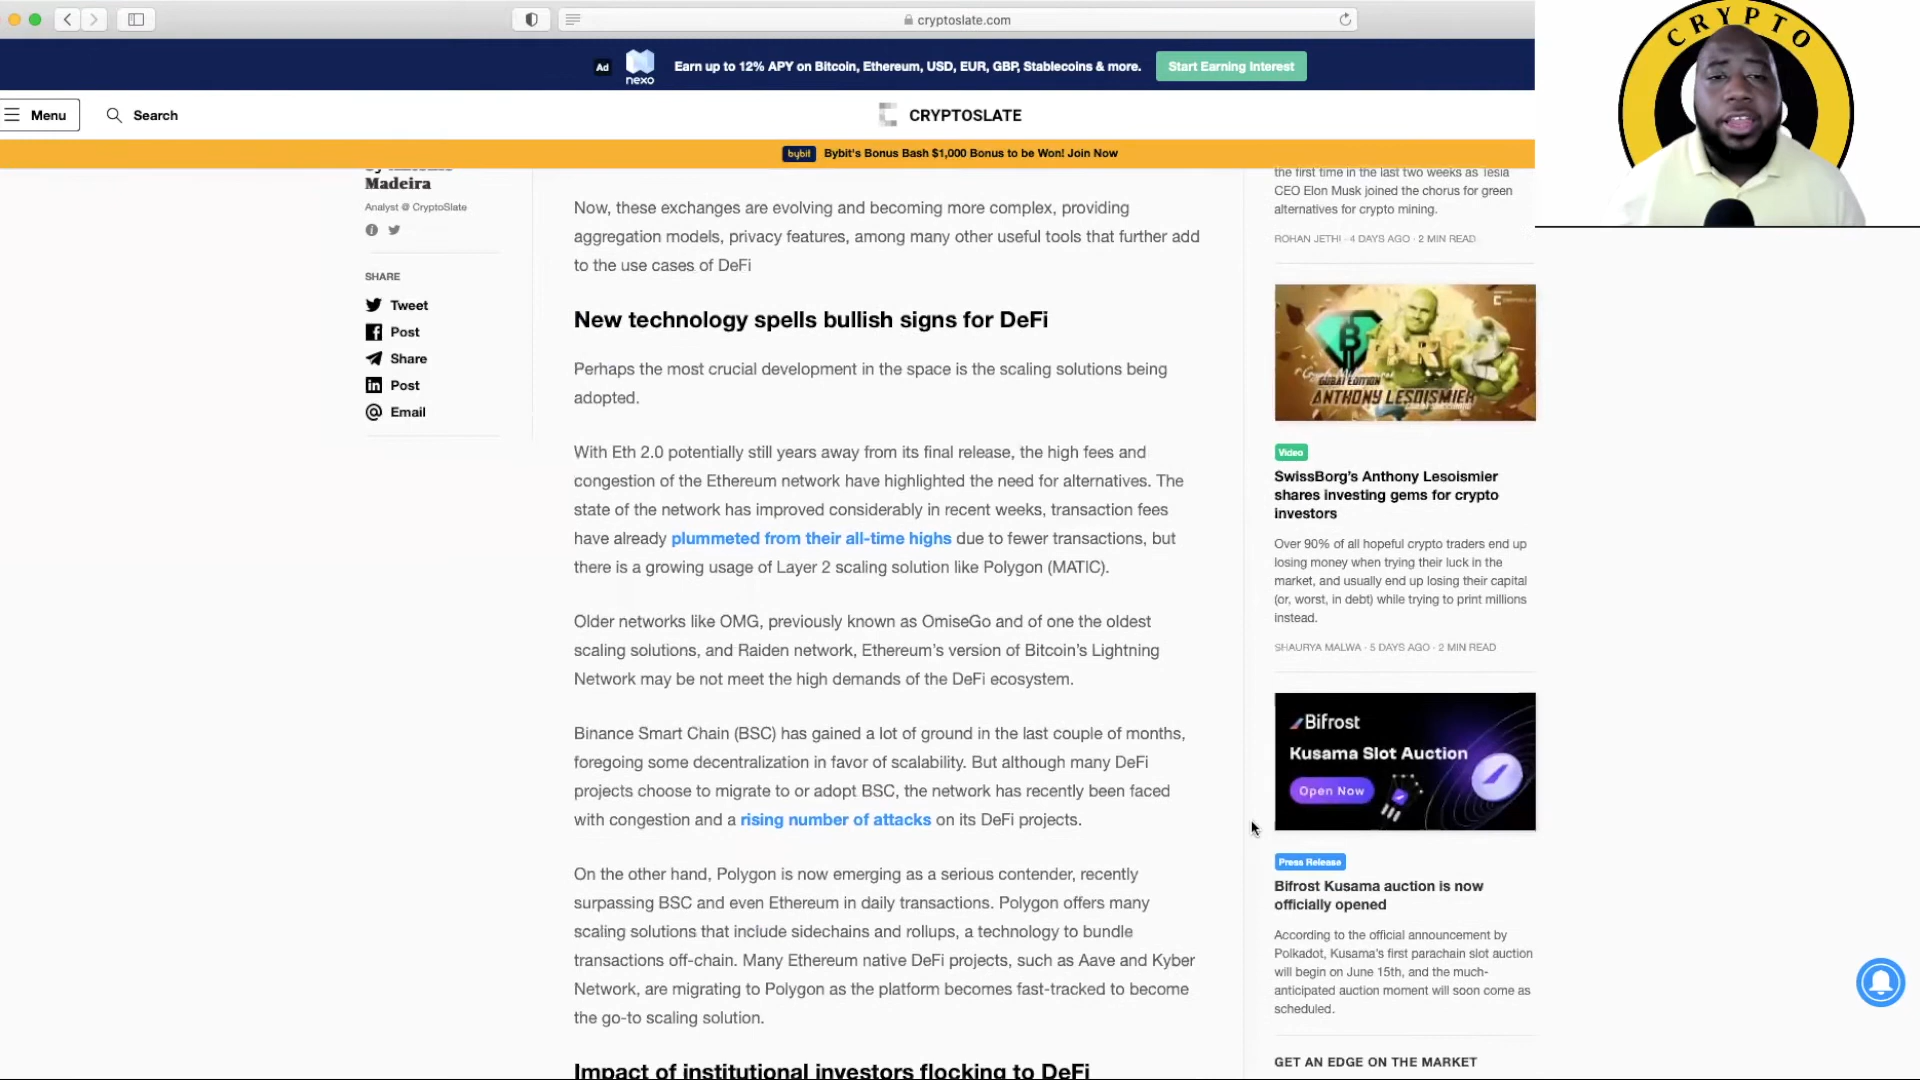 cryptoslate.com
Ad
nexo
Earn up to 12% APY on Bitcoin, Ethereum, USD, EUR, GBP, Stablecoins & more.
Start Earning Interest
Menu
Search
CRYPTOSLATE
bybit
Bybit's Bonus Bash $1,000 Bonus to be Won! Join Now
CRYPTO
Madeira
Analyst @ CryptoSlate
SHARE
Tweet
Post
Share
Post
Email
Now, these exchanges are evolving and becoming more complex, providing
aggregation models, privacy features, among many other useful tools that further add
to the use cases of DeFi
New technology spells bullish signs for DeFi
Perhaps the most crucial development in the space is the scaling solutions being
adopted.
With Eth 2.0 potentially still years away from its final release, the high fees and
congestion of the Ethereum network have highlighted the need for alternatives. The
state of the network has improved considerably in recent weeks, transaction fees
have already plummeted from their all-time highs due to fewer transactions, but
there is a growing usage of Layer 2 scaling solution like Polygon (MATIC).
Older networks like OMG, previously known as OmiseGo and of one the oldest
scaling solutions, and Raiden network, Ethereum's version of Bitcoin's Lightning
Network may be not meet the high demands of the DeFi ecosystem.
Binance Smart Chain (BSC) has gained a lot of ground in the last couple of months,
foregoing some decentralization in favor of scalability. But although many DeFi
projects choose to migrate to or adopt BSC, the network has recently been faced
with congestion and a rising number of attacks on its DeFi projects.
On the other hand, Polygon is now emerging as a serious contender, recently
surpassing BSC and even Ethereum in daily transactions. Polygon offers many
scaling solutions that include sidechains and rollups, a technology to bundle
transactions off-chain. Many Ethereum native DeFi projects, such as Aave and Kyber
Network, are migrating to Polygon as the platform becomes fast-tracked to become
the go-to scaling solution.
Impact of institutional investors flocking to DeFi
the first time in the last two weeks as Tesla
CEO Elon Musk joined the chorus for green
alternatives for crypto mining.
ROHAN JETHI · 4 DAYS AGO · 2 MIN READ
DUBAI EDITION
ANTHONY LESOISMIER
Video
SwissBorg's Anthony Lesoismier
shares investing gems for crypto
investors
Over 90% of all hopeful crypto traders end up
losing money when trying their luck in the
market, and usually end up losing their capital
(or, worst, in debt) while trying to print millions
instead.
SHAURYA MALWA · 5 DAYS AGO · 2 MIN READ
Bifrost
Kusama Slot Auction
Open Now
Press Release
Bifrost Kusama auction is now
officially opened
According to the official announcement by
Polkadot, Kusama's first parachain slot auction
will begin on June 15th, and the much-
anticipated auction moment will soon come as
scheduled.
GET AN EDGE ON THE MARKET